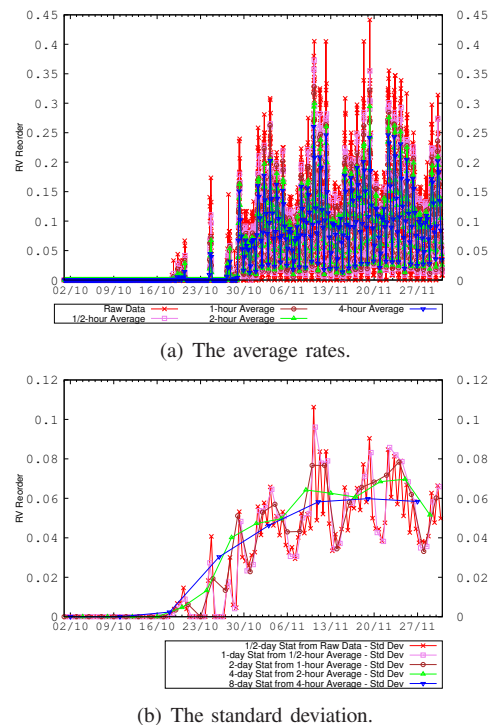 0.45 0.45
0.4 0.4
0.35 0.35
0.3 0.3
0.25 0.25
0.2 0.2
0.15 0.15
0.1 0.1
0.05 0.05
0 0
RV Reorder
02/10 09/10 16/10 23/10 30/10 06/11 13/11 20/11 27/11
Raw Data 1-hour Average 4-hour Average
1/2-hour Average 2-hour Average
(a) The average rates.
0.12 0.12
0.1 0.1
0.08 0.08
0.06 0.06
0.04 0.04
0.02 0.02
0 0
RV Reorder
02/10 09/10 16/10 23/10 30/10 06/11 13/11 20/11 27/11
1/2-day Stat from Raw Data - Std Dev
1-day Stat from 1/2-hour Average - Std Dev
2-day Stat from 1-hour Average - Std Dev
4-day Stat from 2-hour Average - Std Dev
8-day Stat from 4-hour Average - Std Dev
(b) The standard deviation.